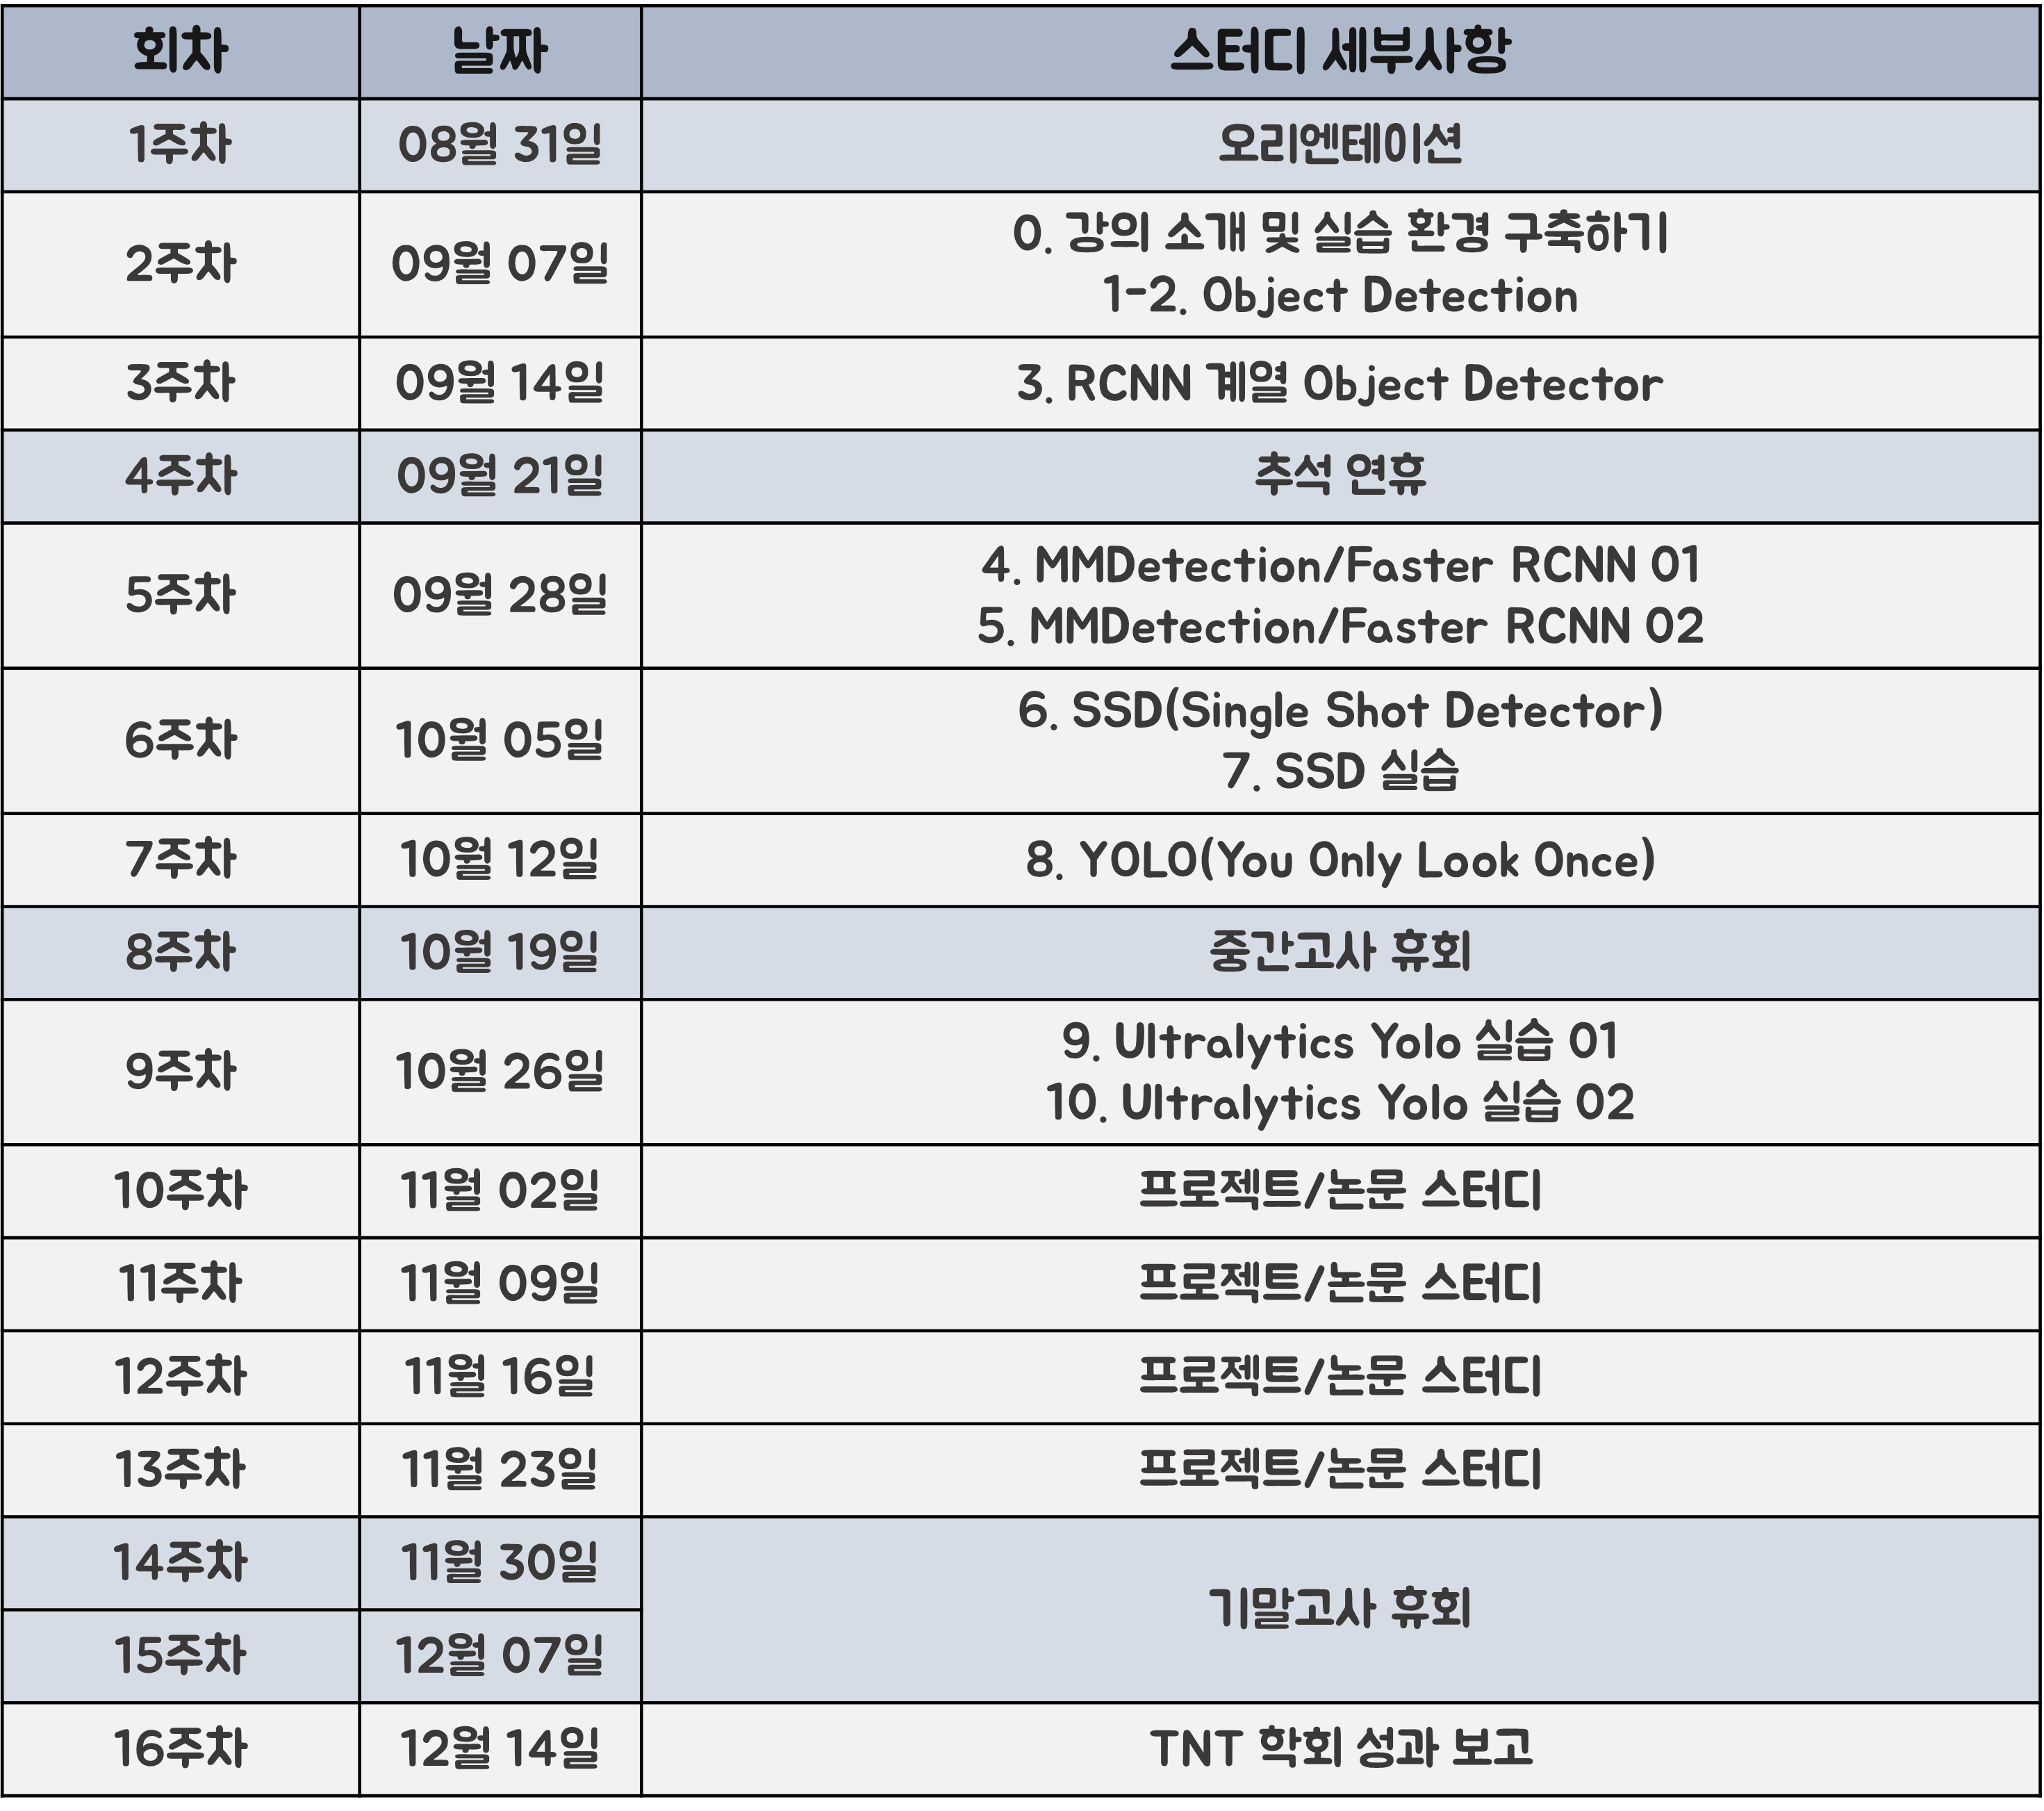 회차 날짜 스터디 세부사항
1주차 08월 31일 오리엔테이션
2주차 09월 07일 0. 강의 소개 및 실습 환경 구축하기
1-2. Object Detection
3주차 09월 14일 3. RCNN 계열 Object Detector
4주차 09월 21일 추석 연휴
5주차 09월 28일 4. MMDetection/Faster RCNN 01
5. MMDetection/Faster RCNN 02
6주차 10월 05일 6. SSD(Single Shot Detector)
7. SSD 실습
7주차 10월 12일 8. YOLO(You Only Look Once)
8주차 10월 19일 중간고사 휴회
9주차 10월 26일 9. Ultralytics Yolo 실습 01
10. Ultralytics Yolo 실습 02
10주차 11월 02일 프로젝트/논문 스터디
11주차 11월 09일 프로젝트/논문 스터디
12주차 11월 16일 프로젝트/논문 스터디
13주차 11월 23일 프로젝트/논문 스터디
14주차 11월 30일 기말고사 휴회
15주차 12월 07일
16주차 12월 14일 TNT 학회 성과 보고